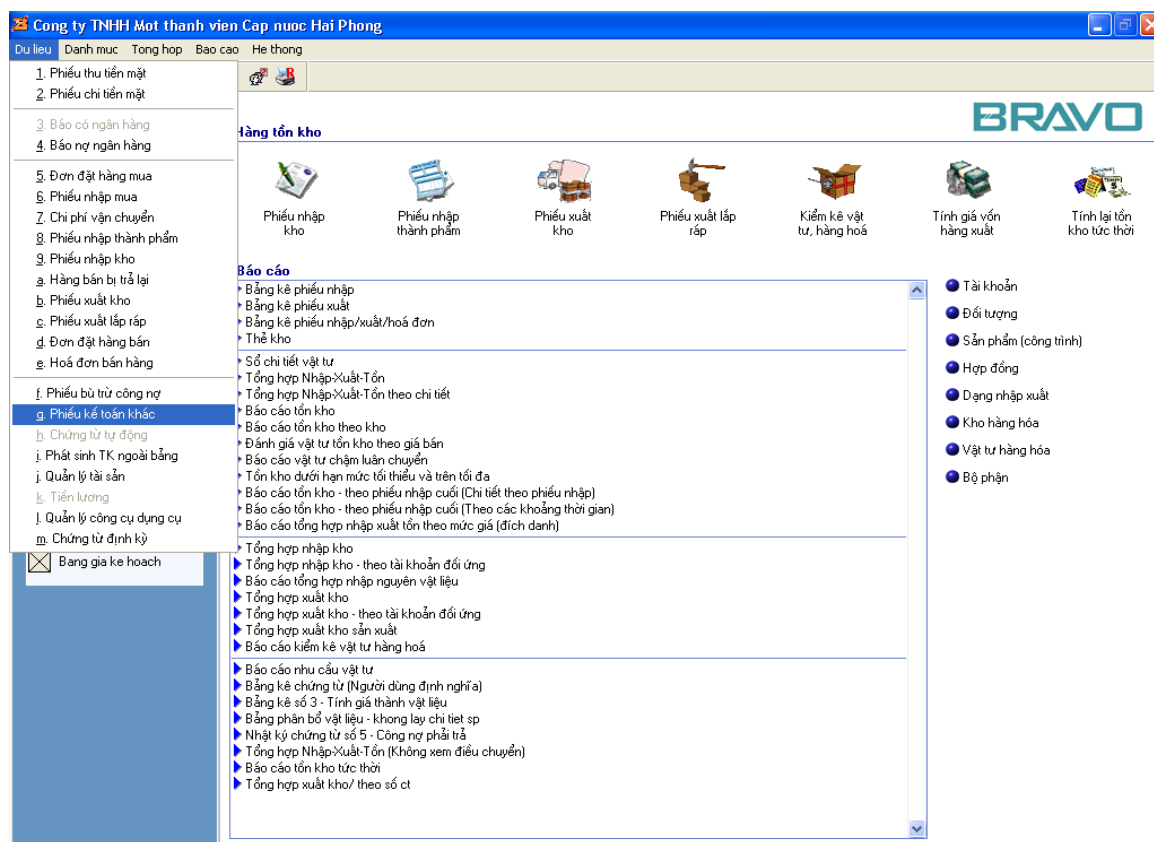 Cong ty TNHH Mot thanh vien Cap nuoc Hai Phong
Du lieu Danh muc Tong hop Bao cao He thong
1. Phiếu thu tiền mặt
2. Phiếu chi tiền mặt
3. Báo có ngân hàng
4. Báo nợ ngân hàng
5. Đơn đặt hàng mua
6. Phiếu nhập mua
7. Chi phí vận chuyển
8. Phiếu nhập thành phẩm
9. Phiếu nhập kho
a. Hàng bán bị trả lại
b. Phiếu xuất kho
c. Phiếu xuất lắp ráp
d. Đơn đặt hàng bán
e. Hoá đơn bán hàng
f. Phiếu bù trừ công nợ
g. Phiếu kế toán khác
h. Chứng từ tự động
i. Phát sinh TK ngoài bảng
j. Quản lý tài sản
k. Tiền lương
l. Quản lý công cụ dụng cụ
m. Chứng từ định kỳ
Bang gia ke hoach
BRAVO
Hàng tồn kho
Phiếu nhập kho
Phiếu nhập thành phẩm
Phiếu xuất kho
Phiếu xuất lắp ráp
Kiểm kê vật tư, hàng hoá
Tính giá vốn hàng xuất
Tính lại tồn kho tức thời
Báo cáo
Bảng kê phiếu nhập
Bảng kê phiếu xuất
Bảng kê phiếu nhập/xuất/hoá đơn
Thẻ kho
Sổ chi tiết vật tư
Tổng hợp Nhập-Xuất-Tồn
Tổng hợp Nhập-Xuất-Tồn theo chi tiết
Báo cáo tồn kho
Báo cáo tồn kho theo kho
Đánh giá vật tư tồn kho theo giá bán
Báo cáo vật tư chậm luân chuyển
Tồn kho dưới hạn mức tối thiểu và trên tối đa
Báo cáo tồn kho - theo phiếu nhập cuối (Chi tiết theo phiếu nhập)
Báo cáo tồn kho - theo phiếu nhập cuối (Theo các khoảng thời gian)
Báo cáo tổng hợp nhập xuất tồn theo mức giá (đích danh)
Tổng hợp nhập kho
Tổng hợp nhập kho - theo tài khoản đối ứng
Báo cáo tổng hợp nhập nguyên vật liệu
Tổng hợp xuất kho
Tổng hợp xuất kho - theo tài khoản đối ứng
Tổng hợp xuất kho sản xuất
Báo cáo kiểm kê vật tư hàng hoá
Báo cáo nhu cầu vật tư
Bảng kê chứng từ (Người dùng định nghĩa)
Bảng kê số 3 - Tính giá thành vật liệu
Bảng phân bổ vật liệu - khong lay chi tiet sp
Nhật ký chứng từ số 5 - Công nợ phải trả
Tổng hợp Nhập-Xuất-Tồn (Không xem điều chuyển)
Báo cáo tồn kho tức thời
Tổng hợp xuất kho/ theo số ct
Tài khoản
Đối tượng
Sản phẩm (công trình)
Hợp đồng
Dạng nhập xuất
Kho hàng hóa
Vật tư hàng hóa
Bộ phận